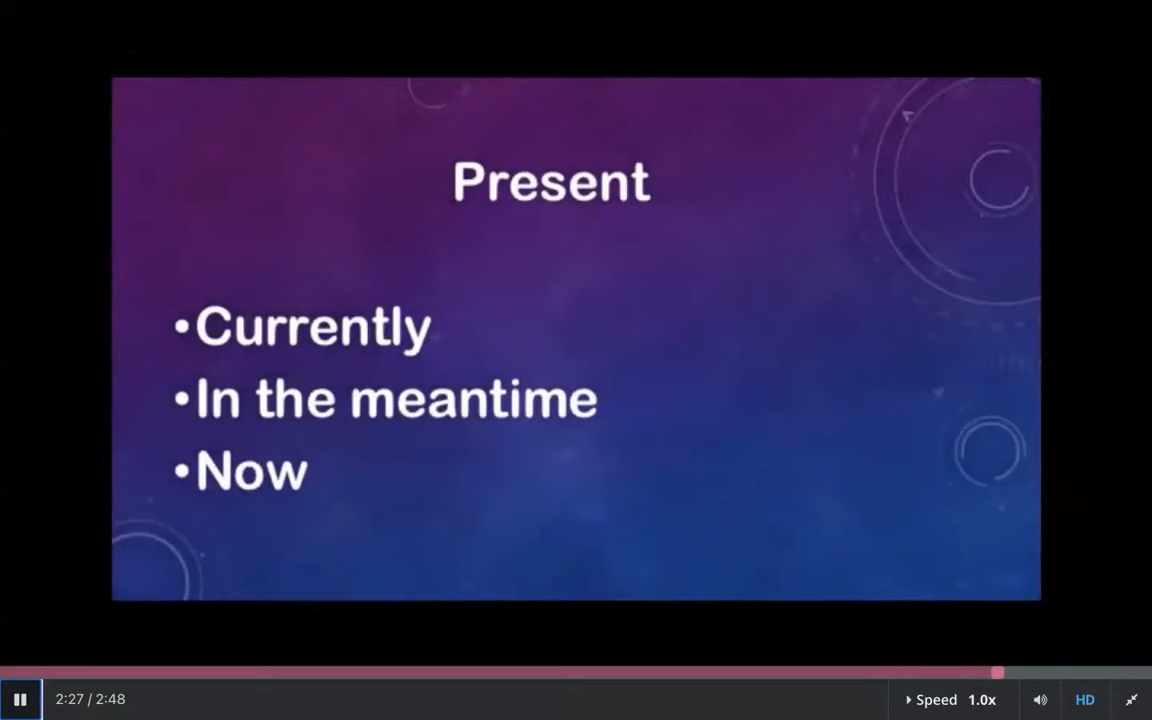 Present
•Currently
•In the meantime
•Now
2:27 / 2:48
Speed 1.0x
HD